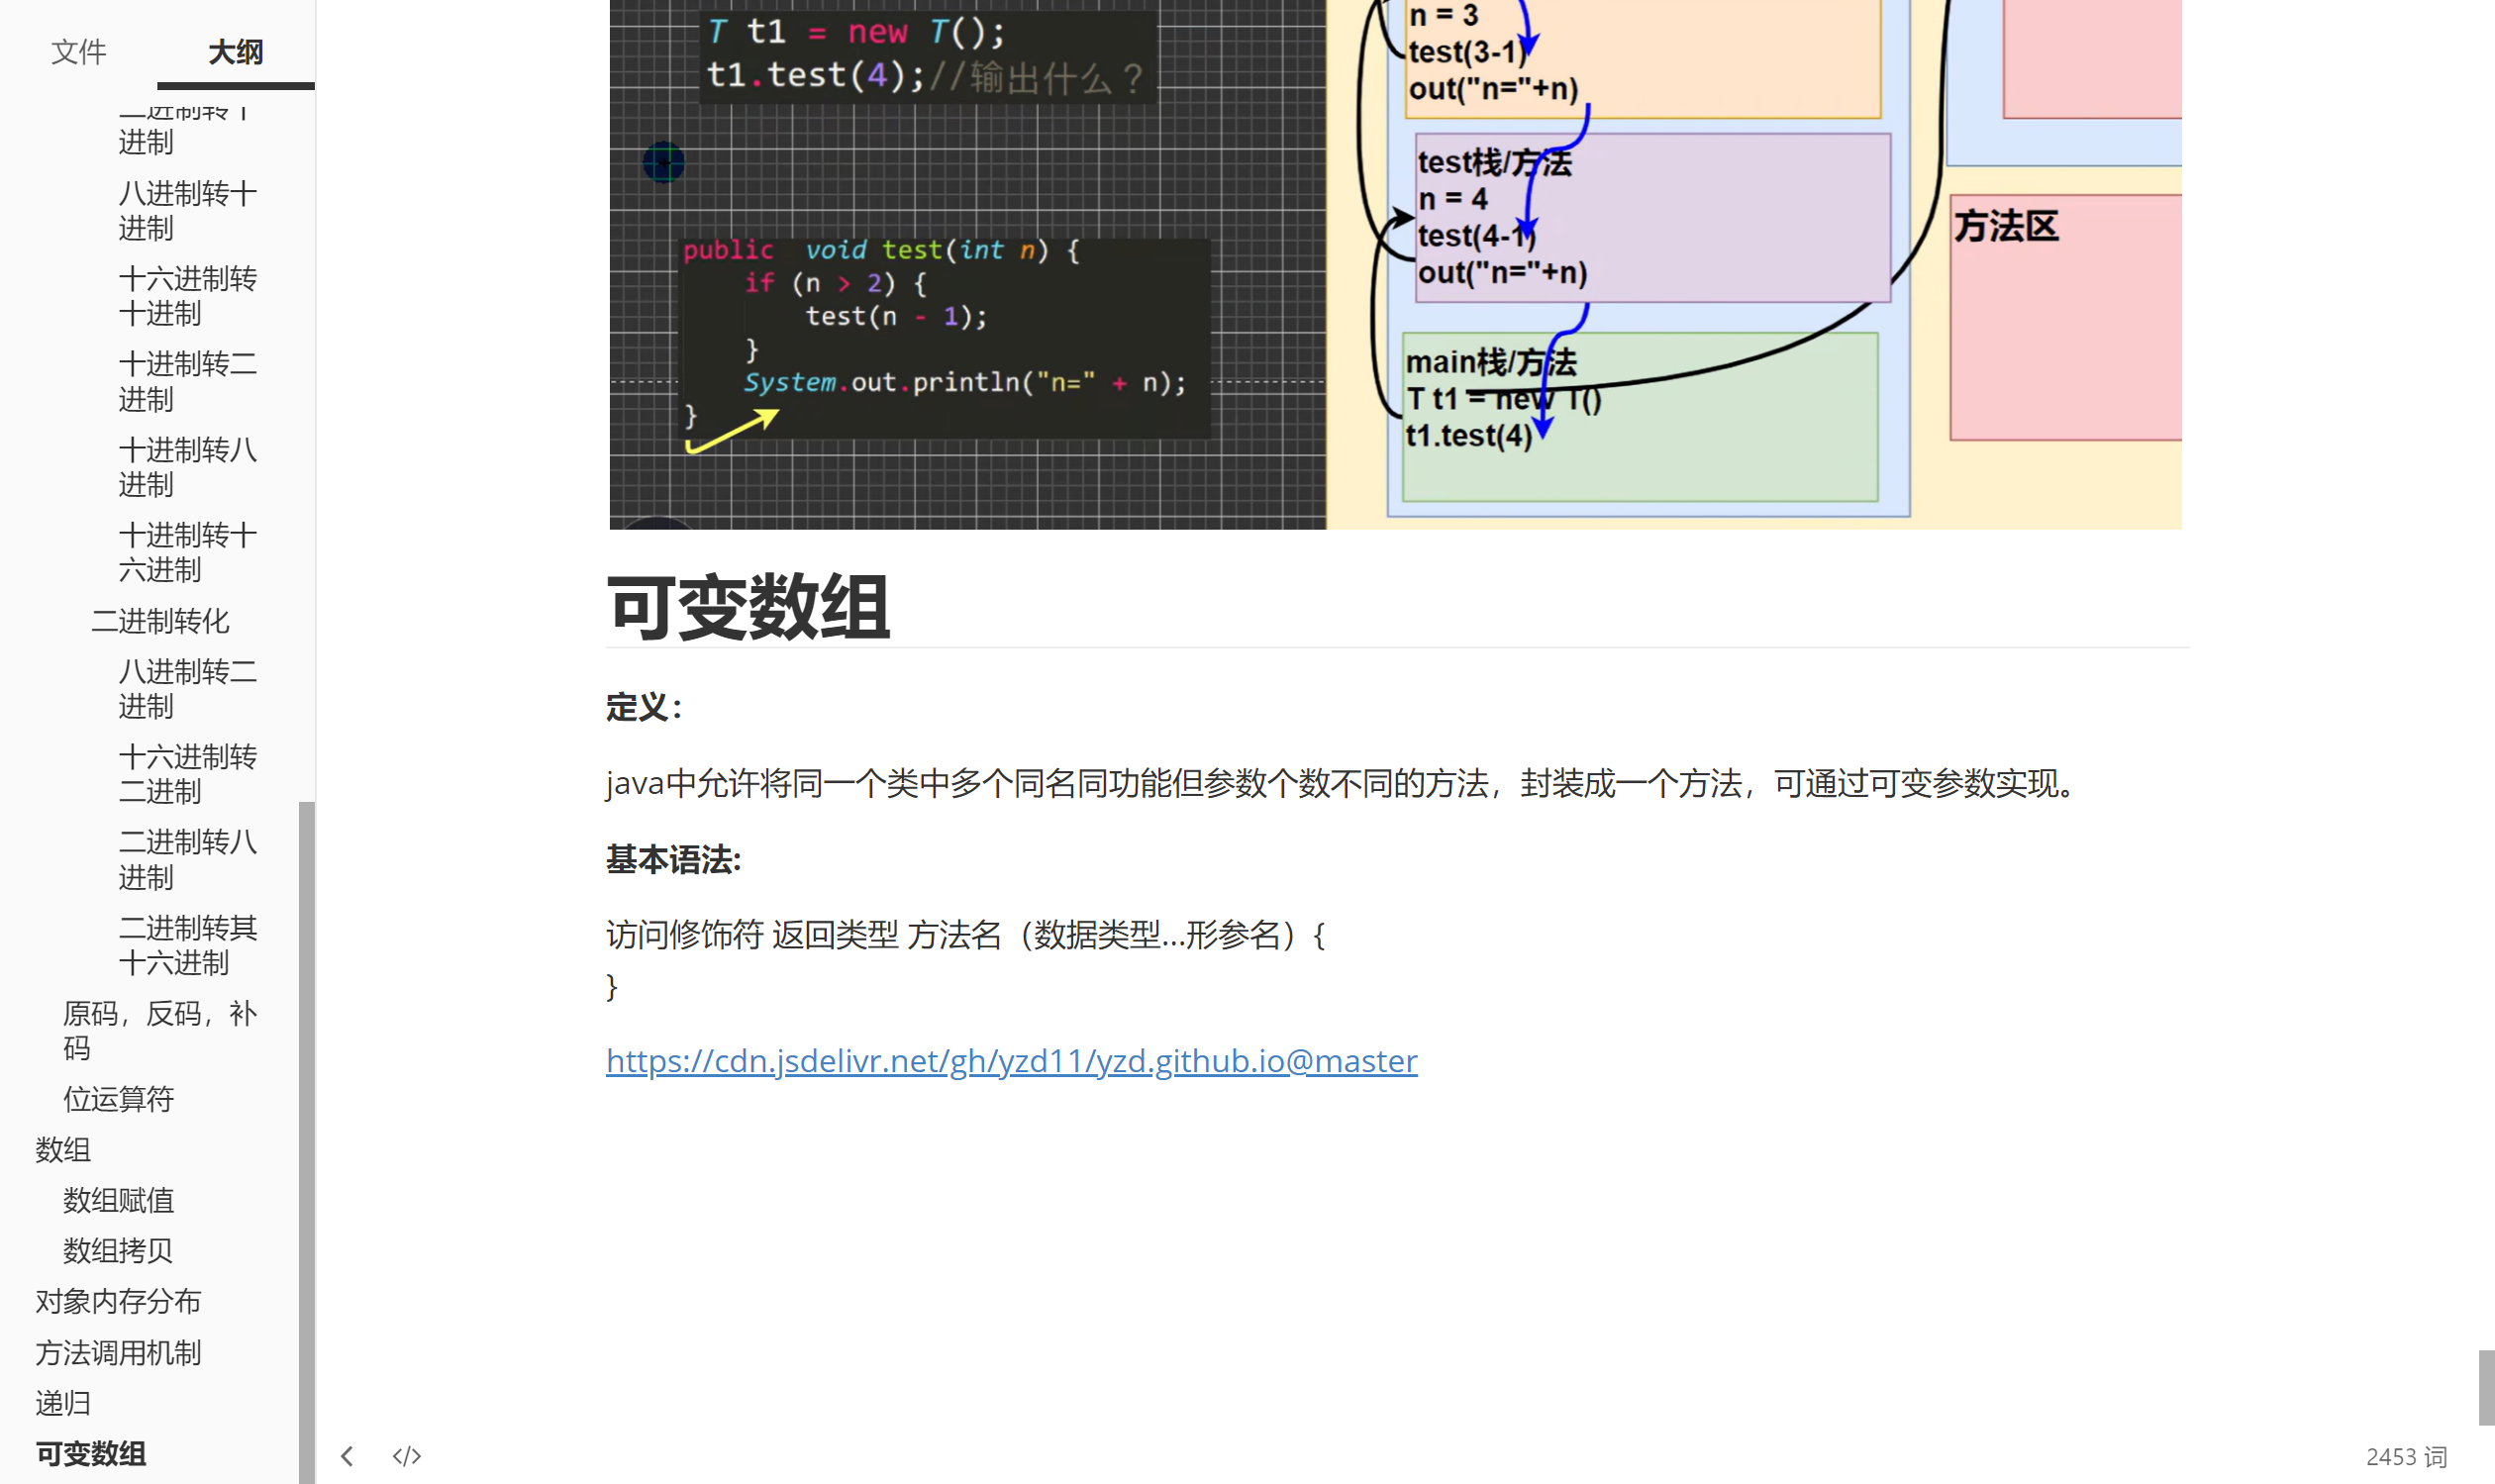 文件
大纲
二进制转十
进制
八进制转十
进制
十六进制转
十进制
十进制转二
进制
十进制转八
进制
十进制转十
六进制
二进制转化
八进制转二
进制
十六进制转
二进制
二进制转八
进制
二进制转其
十六进制
原码，反码，补
码
位运算符
数组
数组赋值
数组拷贝
对象内存分布
方法调用机制
递归
可变数组
T t1 = new T();
t1.test(4);//输出什么？
public  void test(int n) {
if (n > 2) {
test(n - 1);
}
System.out.println("n=" + n);
}
n = 3
test(3-1)
out("n="+n)
test栈/方法
n = 4
test(4-1)
out("n="+n)
main栈/方法
T t1 = new T()
t1.test(4)
方法区
可变数组
定义：
java中允许将同一个类中多个同名同功能但参数个数不同的方法，封装成一个方法，可通过可变参数实现。
基本语法:
访问修饰符 返回类型 方法名（数据类型...形参名）{
}
https://cdn.jsdelivr.net/gh/yzd11/yzd.github.io@master
</>
2453 词